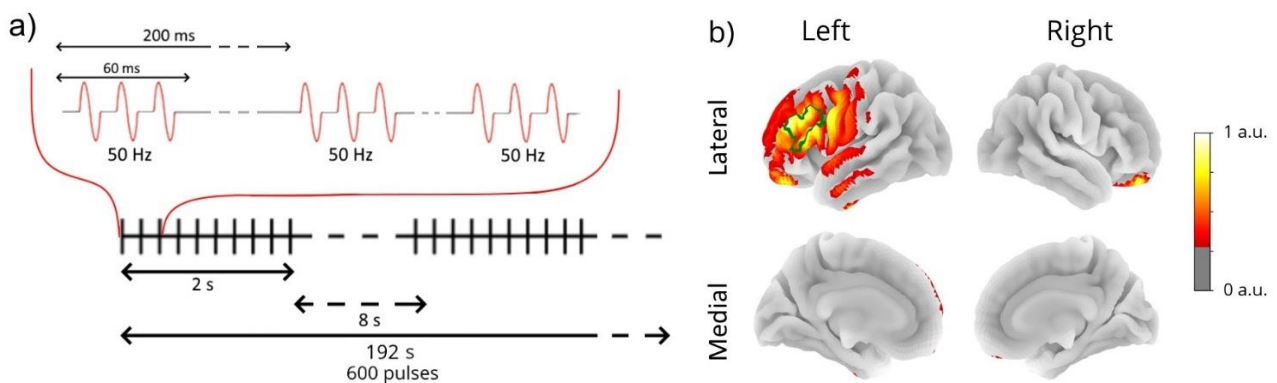 a)
200 ms
60 ms
50 Hz
50 Hz
50 Hz
2 s
8 s
192 s
600 pulses
b)
Left
Right
Lateral
Medial
1 a.u.
0 a.u.